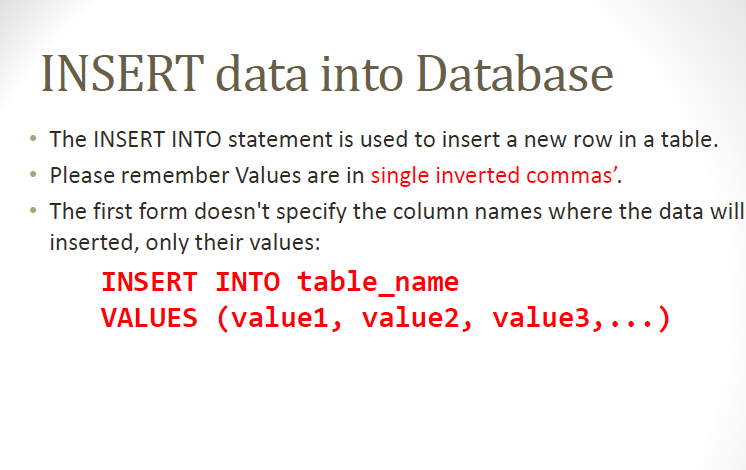 INSERT data into Database
• The INSERT INTO statement is used to insert a new row in a table.
• Please remember Values are in single inverted commas’.
• The first form doesn't specify the column names where the data will
inserted, only their values:
INSERT INTO table_name
VALUES (value1, value2, value3,...)